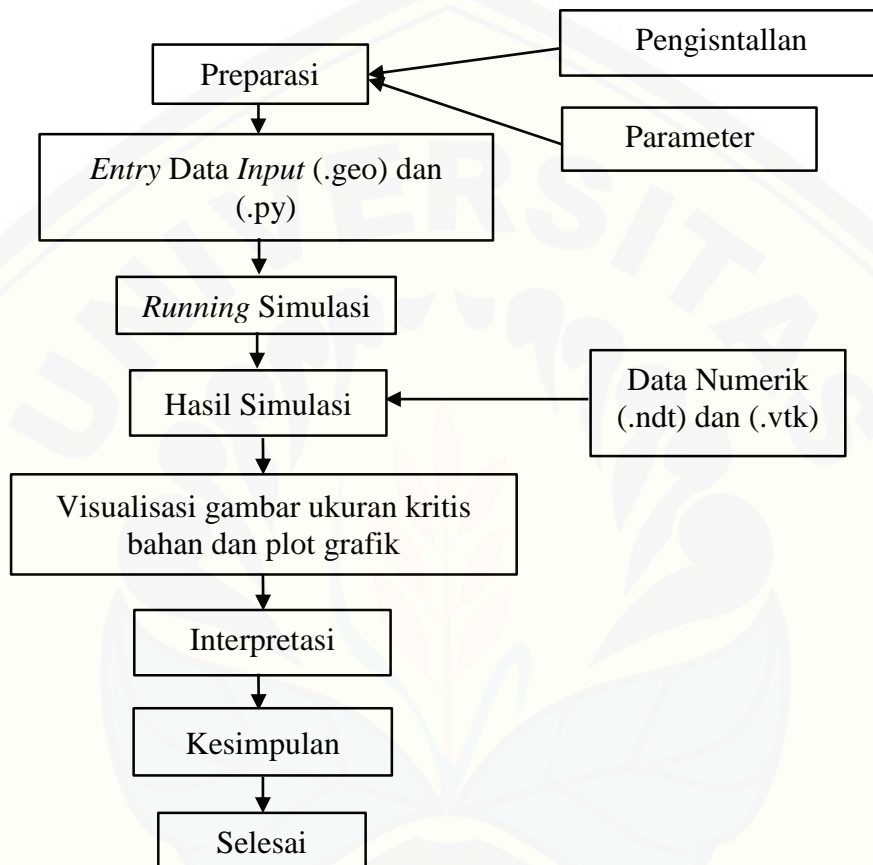 Pengisntallan
Preparasi
Parameter
Entry Data Input (.geo) dan
(.py)
Running Simulasi
Hasil Simulasi
Data Numerik
(.ndt) dan (.vtk)
Visualisasi gambar ukuran kritis
bahan dan plot grafik
Interpretasi
Kesimpulan
Selesai
UNIVERSITAS